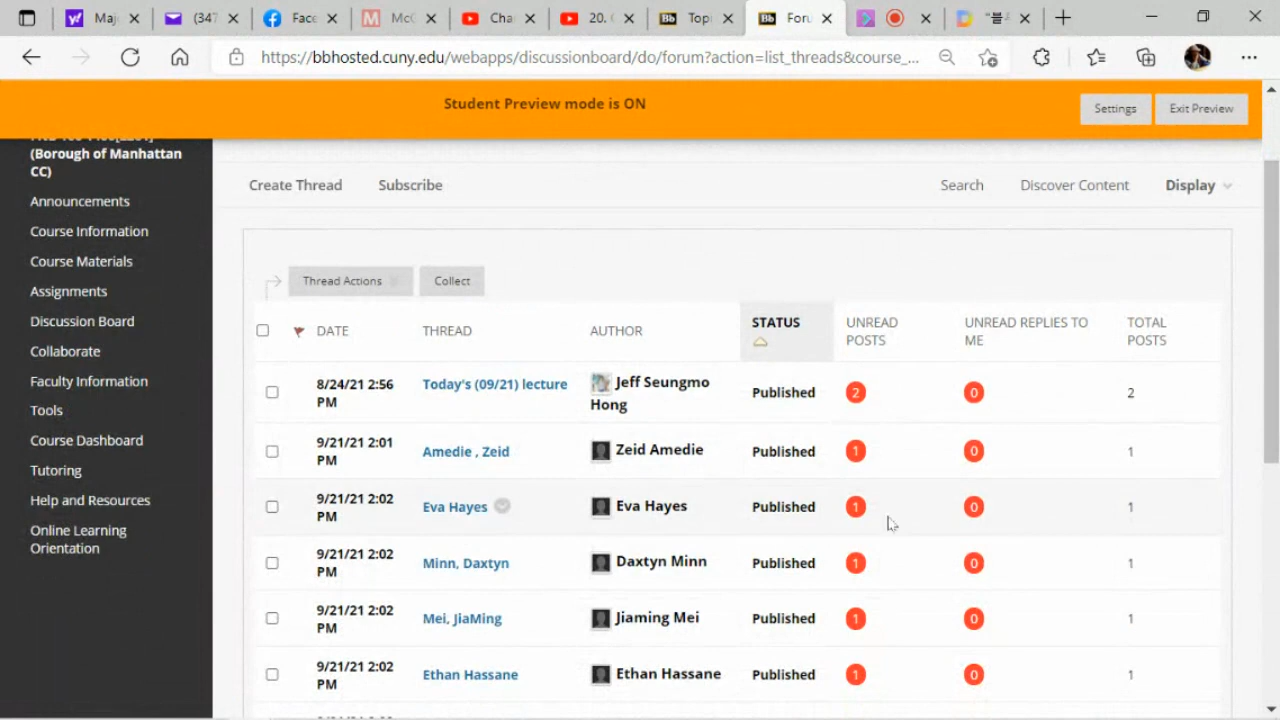 Maj
(347
Face
McG
Cha
20.
Topi
Foru
https://bbhosted.cuny.edu/webapps/discussionboard/do/forum?action=list_threads&course_...
Student Preview mode is ON
Settings
Exit Preview
(Borough of Manhattan
CC)
Announcements
Course Information
Course Materials
Assignments
Discussion Board
Collaborate
Faculty Information
Tools
Course Dashboard
Tutoring
Help and Resources
Online Learning
Orientation
Create Thread Subscribe
Search Discover Content Display
Thread Actions Collect
DATE THREAD AUTHOR STATUS UNREAD POSTS UNREAD REPLIES TO ME TOTAL POSTS
8/24/21 2:56 PM Today's (09/21) lecture Jeff Seungmo Hong Published 2 0 2
9/21/21 2:01 PM Amedie , Zeid Zeid Amedie Published 1 0 1
9/21/21 2:02 PM Eva Hayes Eva Hayes Published 1 0 1
9/21/21 2:02 PM Minn, Daxtyn Daxtyn Minn Published 1 0 1
9/21/21 2:02 PM Mei, JiaMing Jiaming Mei Published 1 0 1
9/21/21 2:02 PM Ethan Hassane Ethan Hassane Published 1 0 1